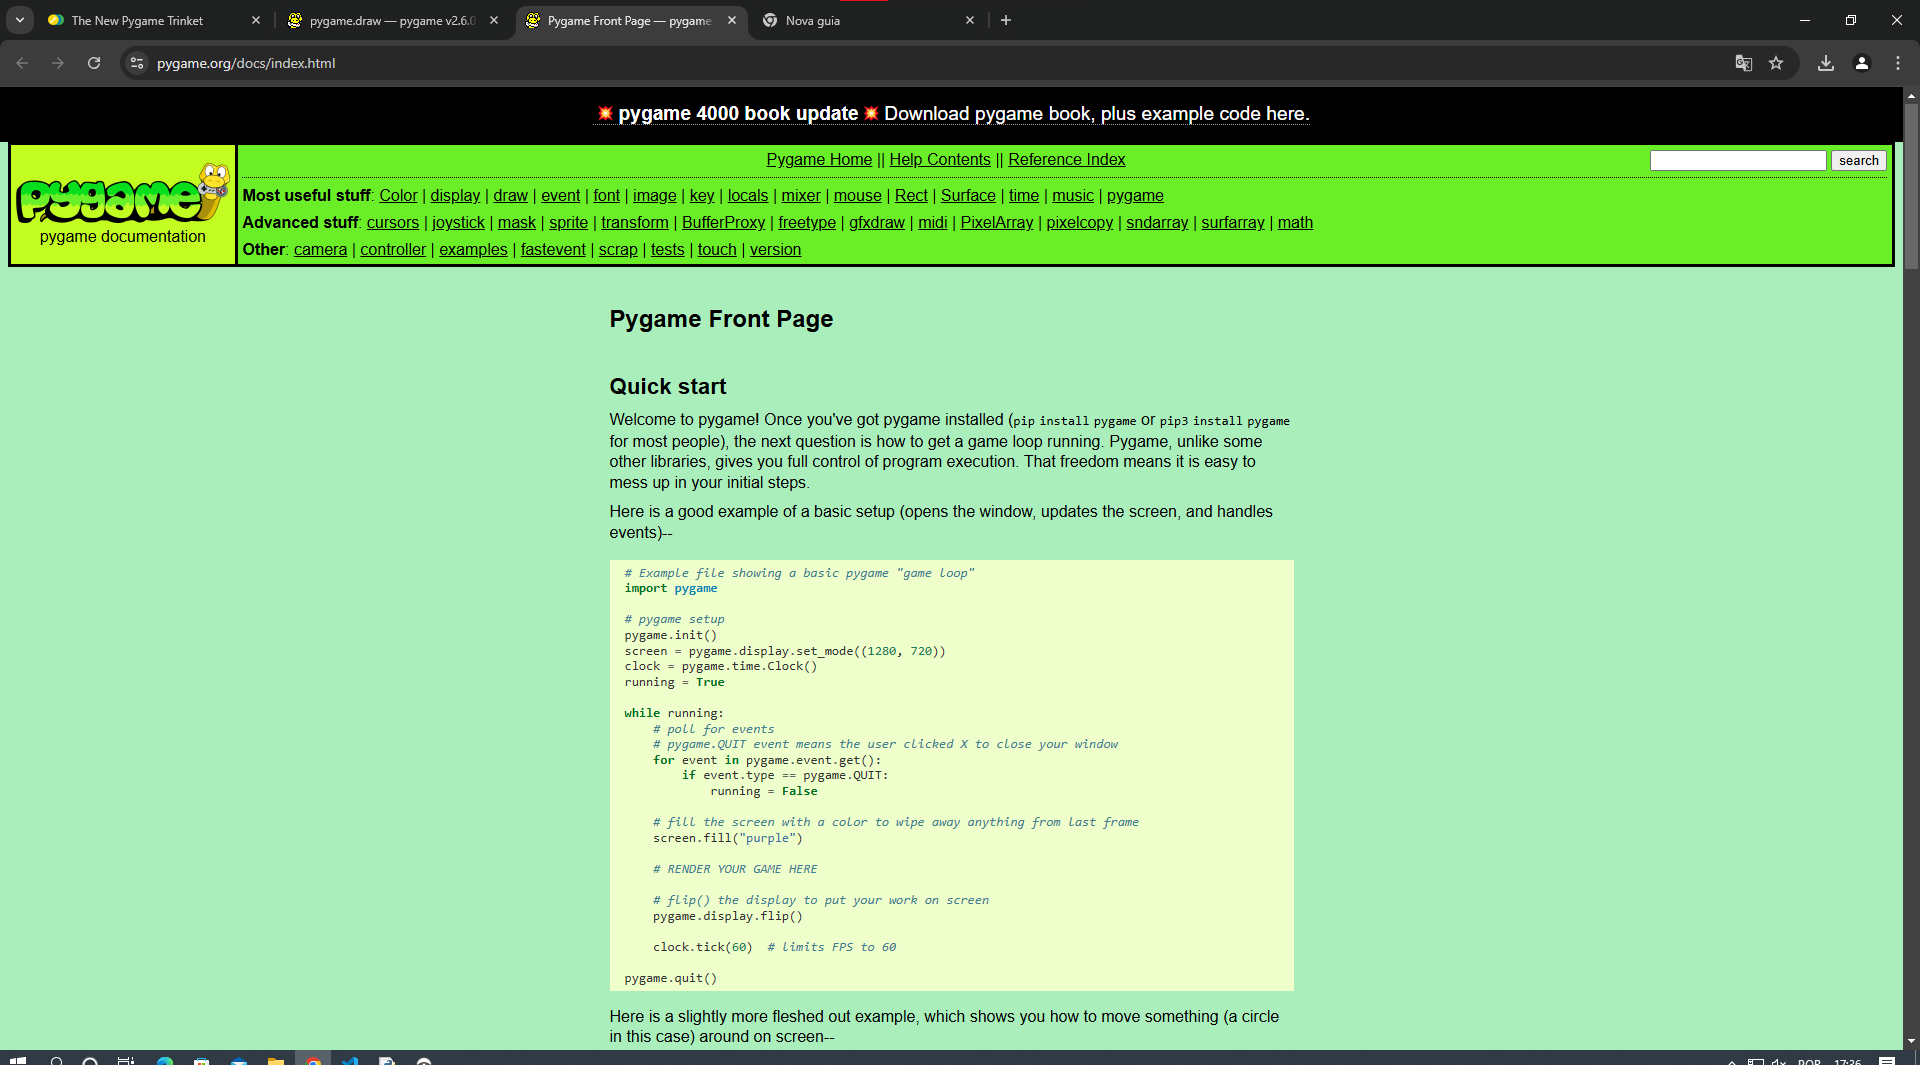 The New Pygame Trinket
pygame.draw — pygame v2.6.0
Pygame Front Page — pygame
Nova guia
pygame.org/docs/index.html
💥 pygame 4000 book update 💥 Download pygame book, plus example code here.
pygame
pygame documentation
Pygame Home || Help Contents || Reference Index
search
Most useful stuff: Color | display | draw | event | font | image | key | locals | mixer | mouse | Rect | Surface | time | music | pygame
Advanced stuff: cursors | joystick | mask | sprite | transform | BufferProxy | freetype | gfxdraw | midi | PixelArray | pixelcopy | sndarray | surfarray | math
Other: camera | controller | examples | fastevent | scrap | tests | touch | version
Pygame Front Page
Quick start
Welcome to pygame! Once you've got pygame installed (pip install pygame or pip3 install pygame
for most people), the next question is how to get a game loop running. Pygame, unlike some
other libraries, gives you full control of program execution. That freedom means it is easy to
mess up in your initial steps.
Here is a good example of a basic setup (opens the window, updates the screen, and handles
events)--
# Example file showing a basic pygame "game loop"
import pygame
# pygame setup
pygame.init()
screen = pygame.display.set_mode((1280, 720))
clock = pygame.time.Clock()
running = True
while running:
# poll for events
# pygame.QUIT event means the user clicked X to close your window
for event in pygame.event.get():
if event.type == pygame.QUIT:
running = False
# fill the screen with a color to wipe away anything from last frame
screen.fill("purple")
# RENDER YOUR GAME HERE
# flip() the display to put your work on screen
pygame.display.flip()
clock.tick(60)  # limits FPS to 60
pygame.quit()
Here is a slightly more fleshed out example, which shows you how to move something (a circle
in this case) around on screen--
POR
17:36